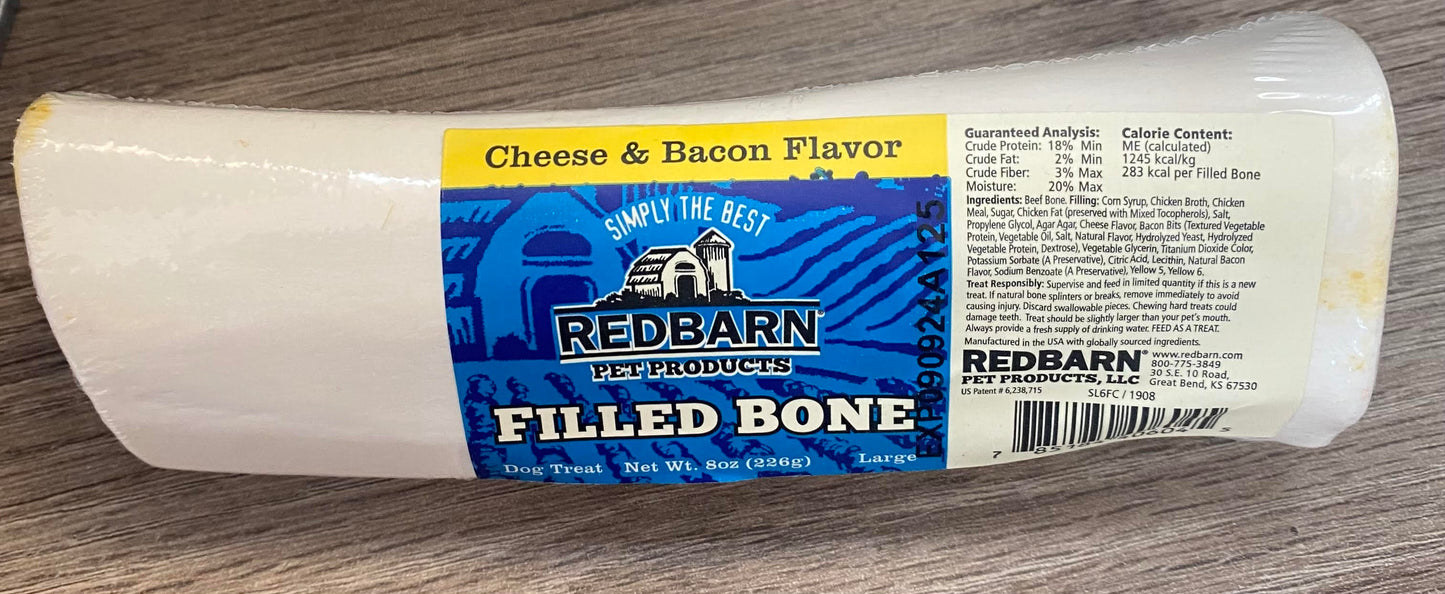 Cheese & Bacon Flavor
SIMPLY THE BEST
REDBARN®
PET PRODUCTS
FILLED BONE
Dog Treat Net Wt. 8oz (226g) Large
EXP090924A125
Guaranteed Analysis:
Crude Protein: 18% Min
Crude Fat: 2% Min
Crude Fiber: 3% Max
Moisture: 20% Max
Calorie Content:
ME (calculated)
1245 kcal/kg
283 kcal per Filled Bone
Ingredients: Beef Bone. Filling: Corn Syrup, Chicken Broth, Chicken
Meal, Sugar, Chicken Fat (preserved with Mixed Tocopherols), Salt,
Propylene Glycol, Agar Agar, Cheese Flavor, Bacon Bits (Textured Vegetable
Protein, Vegetable Oil, Salt, Natural Flavor, Hydrolyzed Yeast, Hydrolyzed
Vegetable Protein, Dextrose), Vegetable Glycerin, Titanium Dioxide Color,
Potassium Sorbate (A Preservative), Citric Acid, Lecithin, Natural Bacon
Flavor, Sodium Benzoate (A Preservative), Yellow 5, Yellow 6.
Treat Responsibly: Supervise and feed in limited quantity if this is a new
treat. If natural bone splinters or breaks, remove immediately to avoid
causing injury. Discard swallowable pieces. Chewing hard treats could
damage teeth. Treat should be slightly larger than your pet's mouth.
Always provide a fresh supply of drinking water. FEED AS A TREAT.
Manufactured in the USA with globally sourced ingredients.
REDBARN®
PET PRODUCTS, LLC
US Patent # 6,238,715
www.redbarn.com
800-775-3849
30 S.E. 10 Road,
Great Bend, KS 67530
SL6FC / 1908